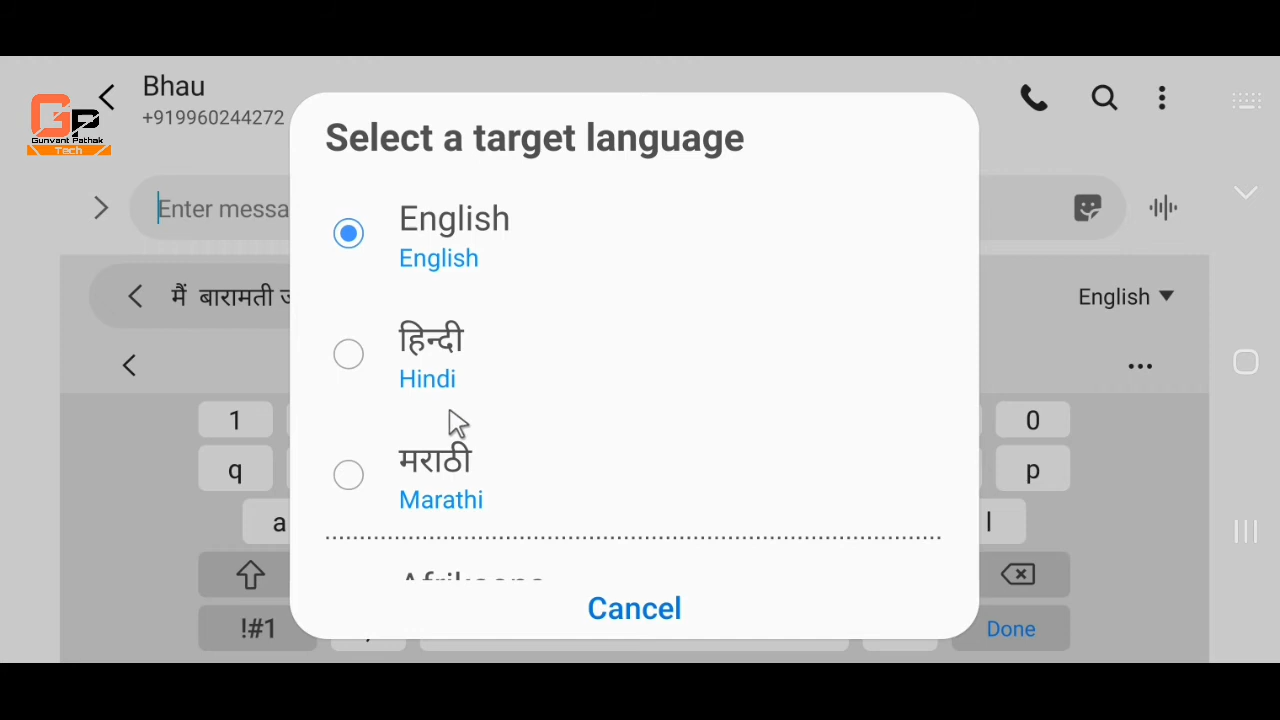 Bhau
+919960244272
GP
Gunvant Pathak
Tech
Select a target language
Enter messa
English
English
मैं बारामती
English
हिन्दी
Hindi
मराठी
Marathi
Cancel
1
0
q
p
a
l
!#1
,
Done